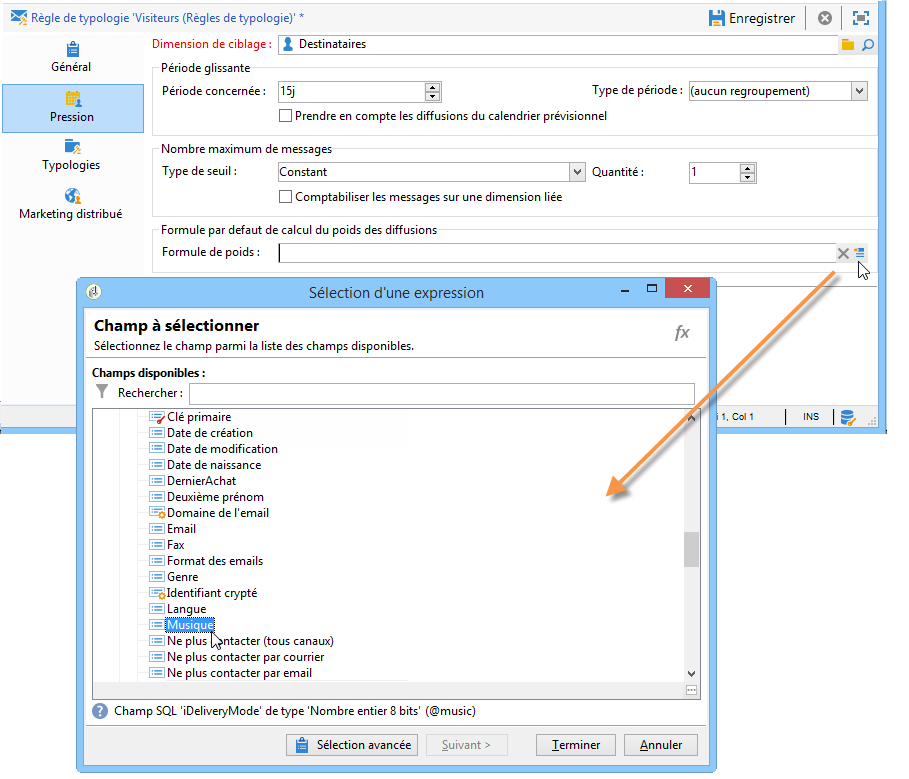 Règle de typologie 'Visiteurs (Règles de typologie)' *
Enregistrer
Général
Pression
Typologies
Marketing distribué
Dimension de ciblage : Destinataires
Période glissante
Période concernée : 15j Type de période : (aucun regroupement)
Prendre en compte les diffusions du calendrier prévisionnel
Nombre maximum de messages
Type de seuil : Constant Quantité : 1
Comptabiliser les messages sur une dimension liée
Formule par defaut de calcul du poids des diffusions
Formule de poids :
Sélection d'une expression
Champ à sélectionner
fx
Sélectionnez le champ parmi la liste des champs disponibles.
Champs disponibles :
Rechercher :
Clé primaire
Date de création
Date de modification
Date de naissance
DernierAchat
Deuxième prénom
Domaine de l'email
Email
Fax
Format des emails
Genre
Identifiant crypté
Langue
Musique
Ne plus contacter (tous canaux)
Ne plus contacter par courrier
Ne plus contacter par email
Champ SQL 'iDeliveryMode' de type 'Nombre entier 8 bits' (@music)
Sélection avancée Suivant > Terminer Annuler
1, Col 1 INS